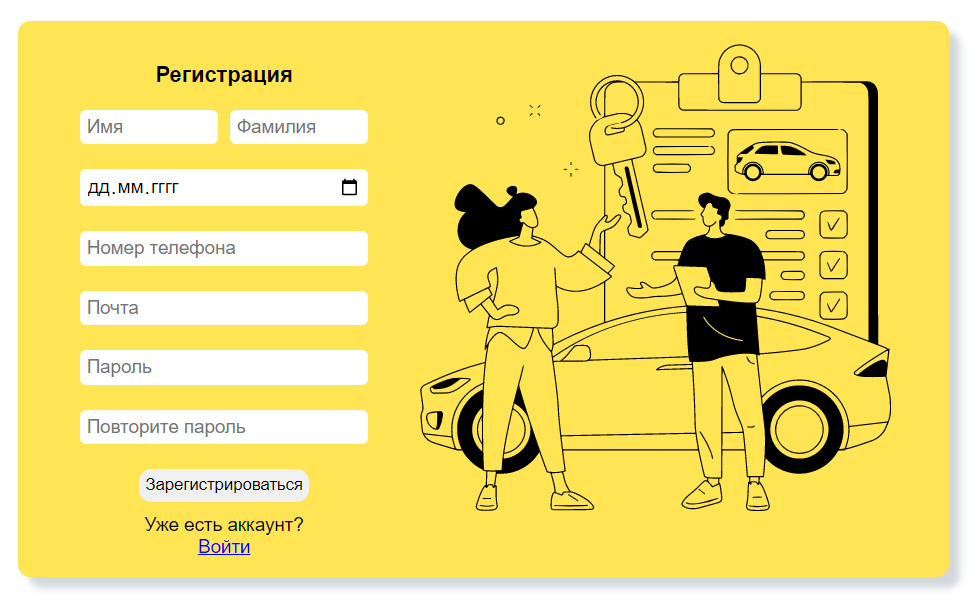 Регистрация
Имя Фамилия
дд.мм.гггг
Номер телефона
Почта
Пароль
Повторите пароль
Зарегистрироваться
Уже есть аккаунт?
Войти